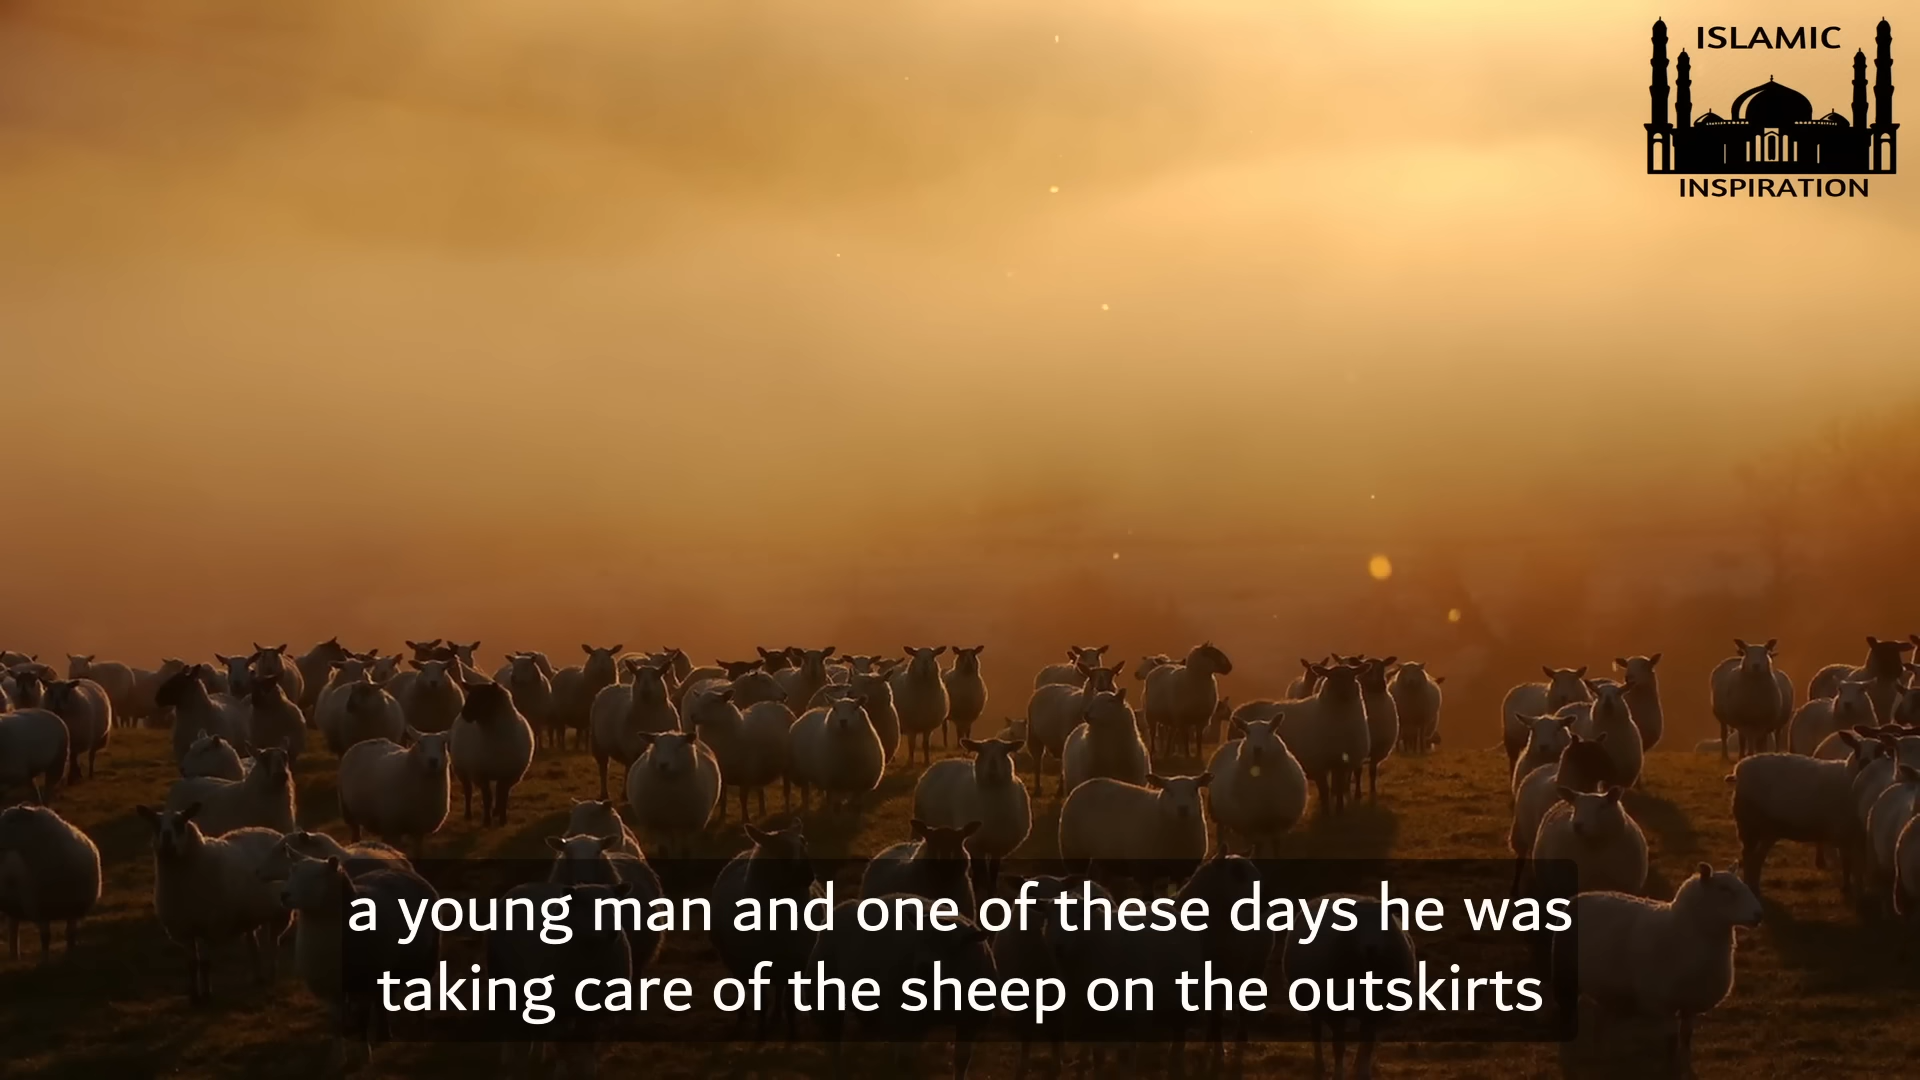 ISLAMIC
INSPIRATION
a young man and one of these days he was
taking care of the sheep on the outskirts